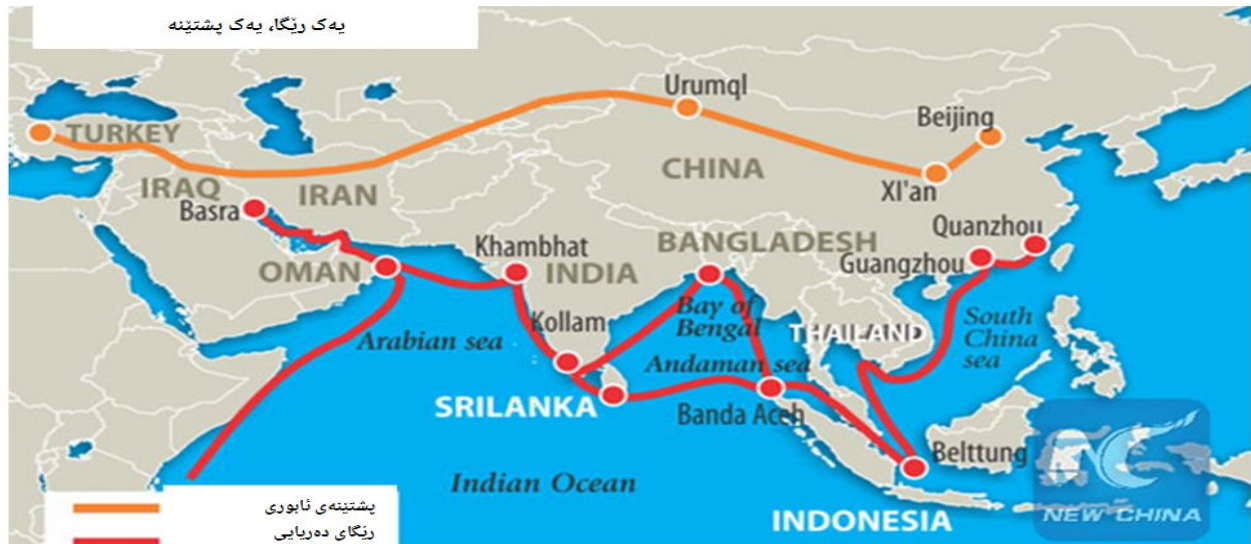 یەک رێگا، یەک پشتێنە
Urumql
Beijing
TURKEY
CHINA
XI'an
IRAQ
IRAN
Basra
Quanzhou
Khambhat
BANGLADESH
OMAN
INDIA
Guangzhou
Bay of
Bengal
Kollam
South
China
sea
THAILAND
Arabian sea
Andaman sea
SRILANKA
Banda Aceh
Belttung
Indian Ocean
پشتێنەی ئابوری
INDONESIA
NEW CHINA
رێگای دەریایی